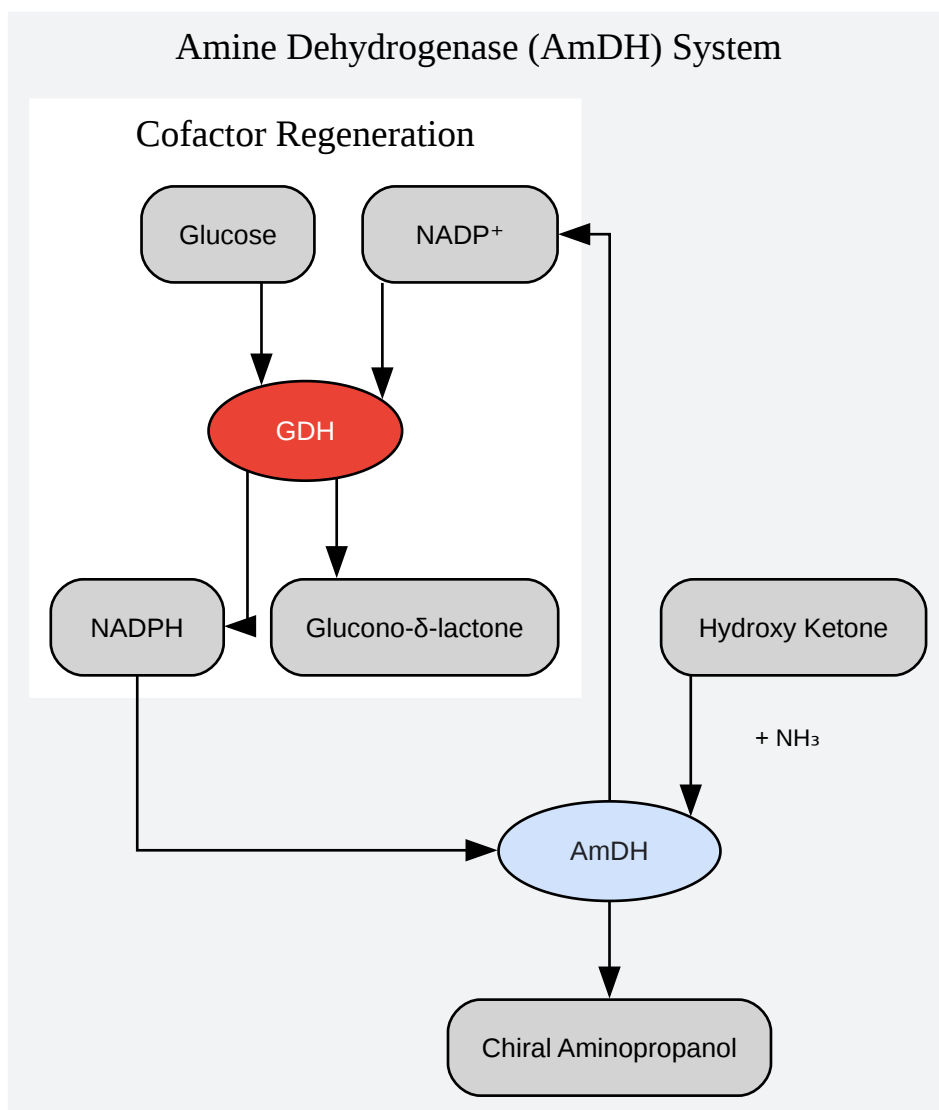 Amine Dehydrogenase (AmDH) System
Cofactor Regeneration
Glucose
NADP⁺
GDH
NADPH
Glucono-δ-lactone
Hydroxy Ketone
+ NH₃
AmDH
Chiral Aminopropanol